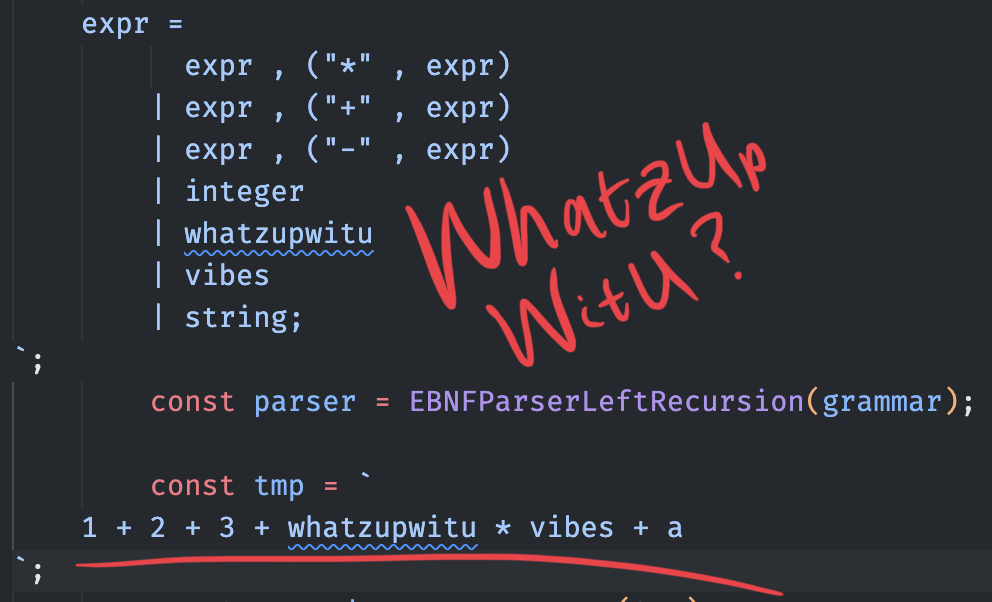 expr =
expr , ("*" , expr)
| expr , ("+" , expr)
| expr , ("-" , expr)
| integer
| whatzupwitu
| vibes
| string;
WhatzUp
WitU?
`;
const parser = EBNFParserLeftRecursion(grammar);
const tmp = `
1 + 2 + 3 + whatzupwitu * vibes + a
`;